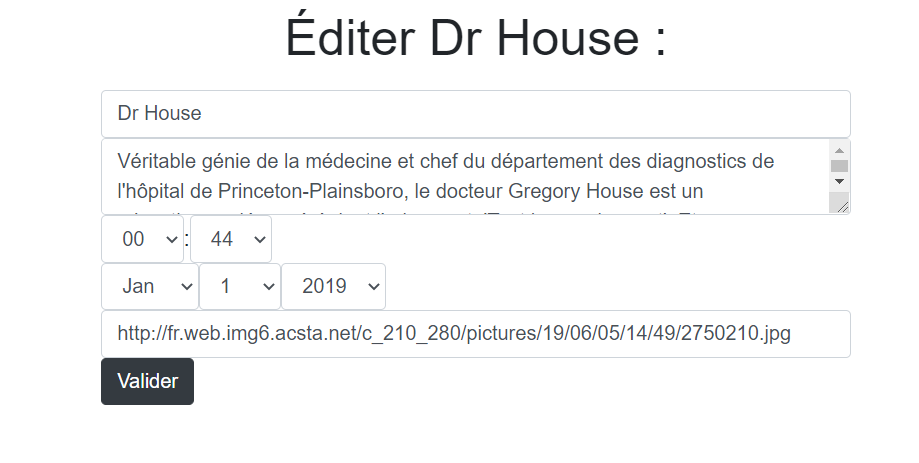 Éditer Dr House :
Dr House
Véritable génie de la médecine et chef du département des diagnostics de
l'hôpital de Princeton-Plainsboro, le docteur Gregory House est un
00 : 44
Jan 1 2019
http://fr.web.img6.acsta.net/c_210_280/pictures/19/06/05/14/49/2750210.jpg
Valider